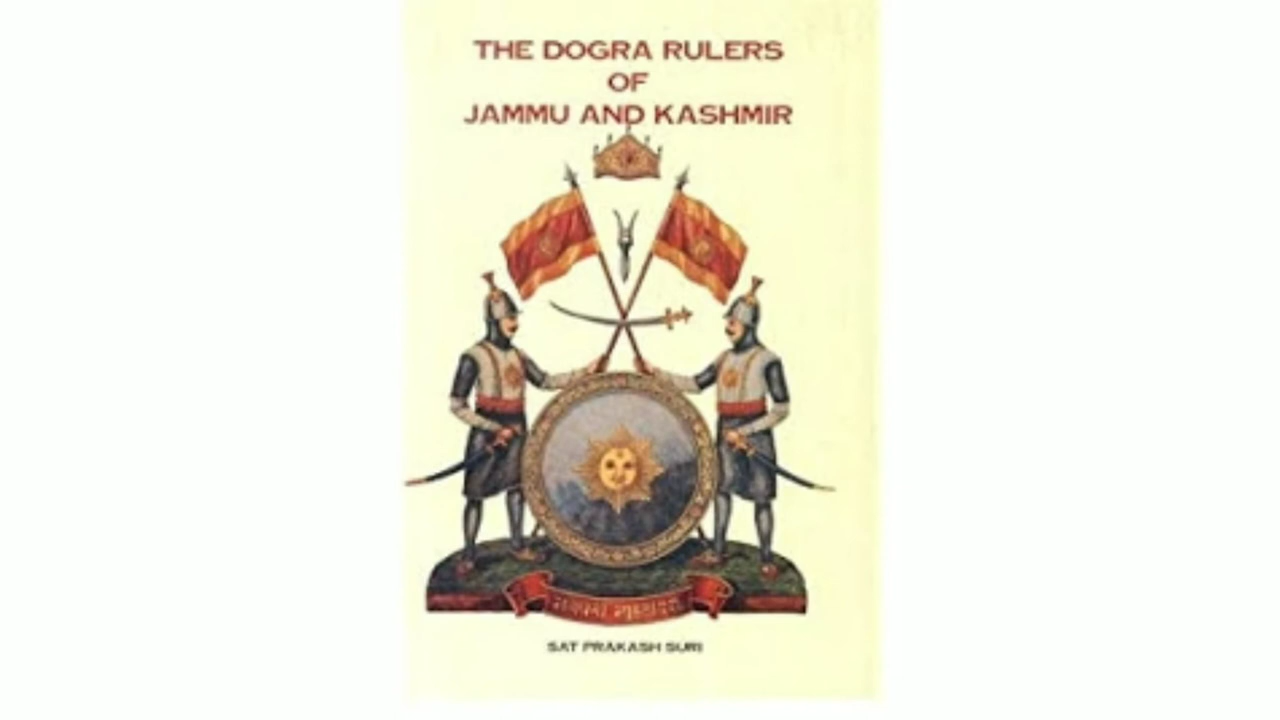 THE DOGRA RULERS
OF
JAMMU AND KASHMIR
SAT PRAKASH SURI